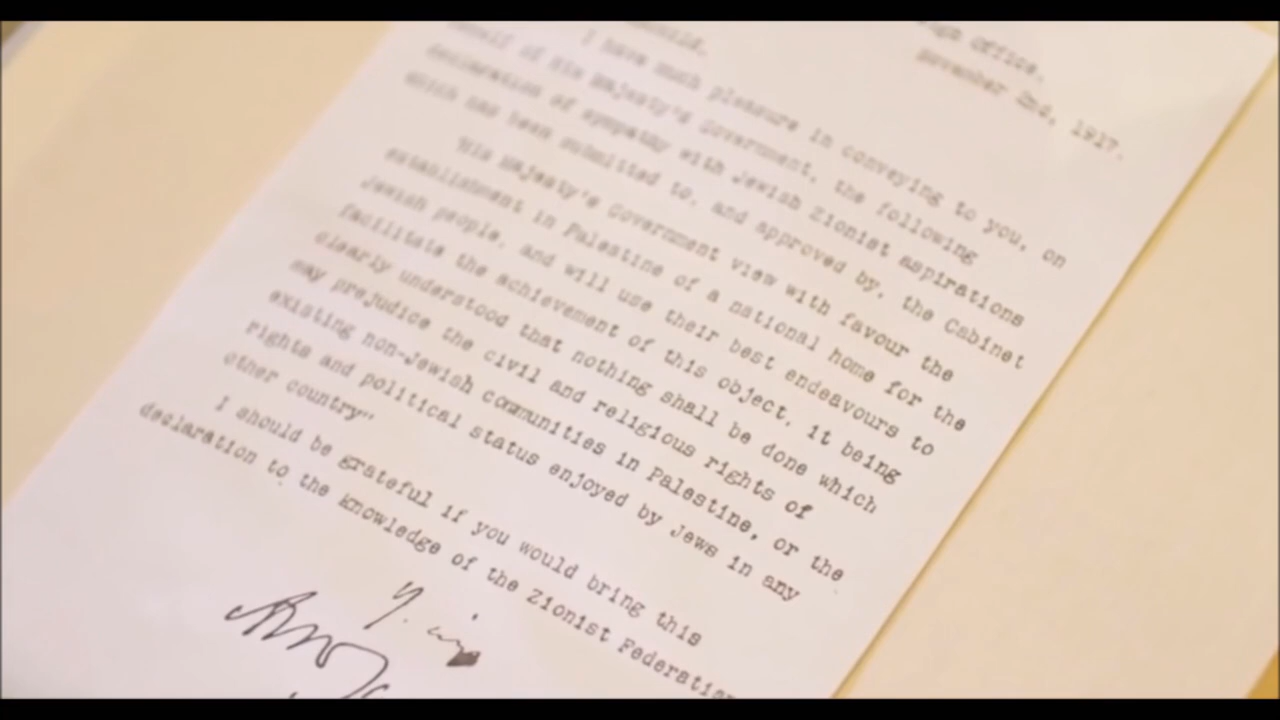 Office,
November 2nd, 1917.
I have much pleasure in conveying to you, on
behalf of His Majesty's Government, the following
declaration of sympathy with Jewish Zionist aspirations
which has been submitted to, and approved by, the Cabinet
"His Majesty's Government view with favour the
establishment in Palestine of a national home for the
Jewish people, and will use their best endeavours to
facilitate the achievement of this object, it being
clearly understood that nothing shall be done which
may prejudice the civil and religious rights of
existing non-Jewish communities in Palestine, or the
rights and political status enjoyed by Jews in any
other country"
I should be grateful if you would bring this
declaration to the knowledge of the Zionist Federation